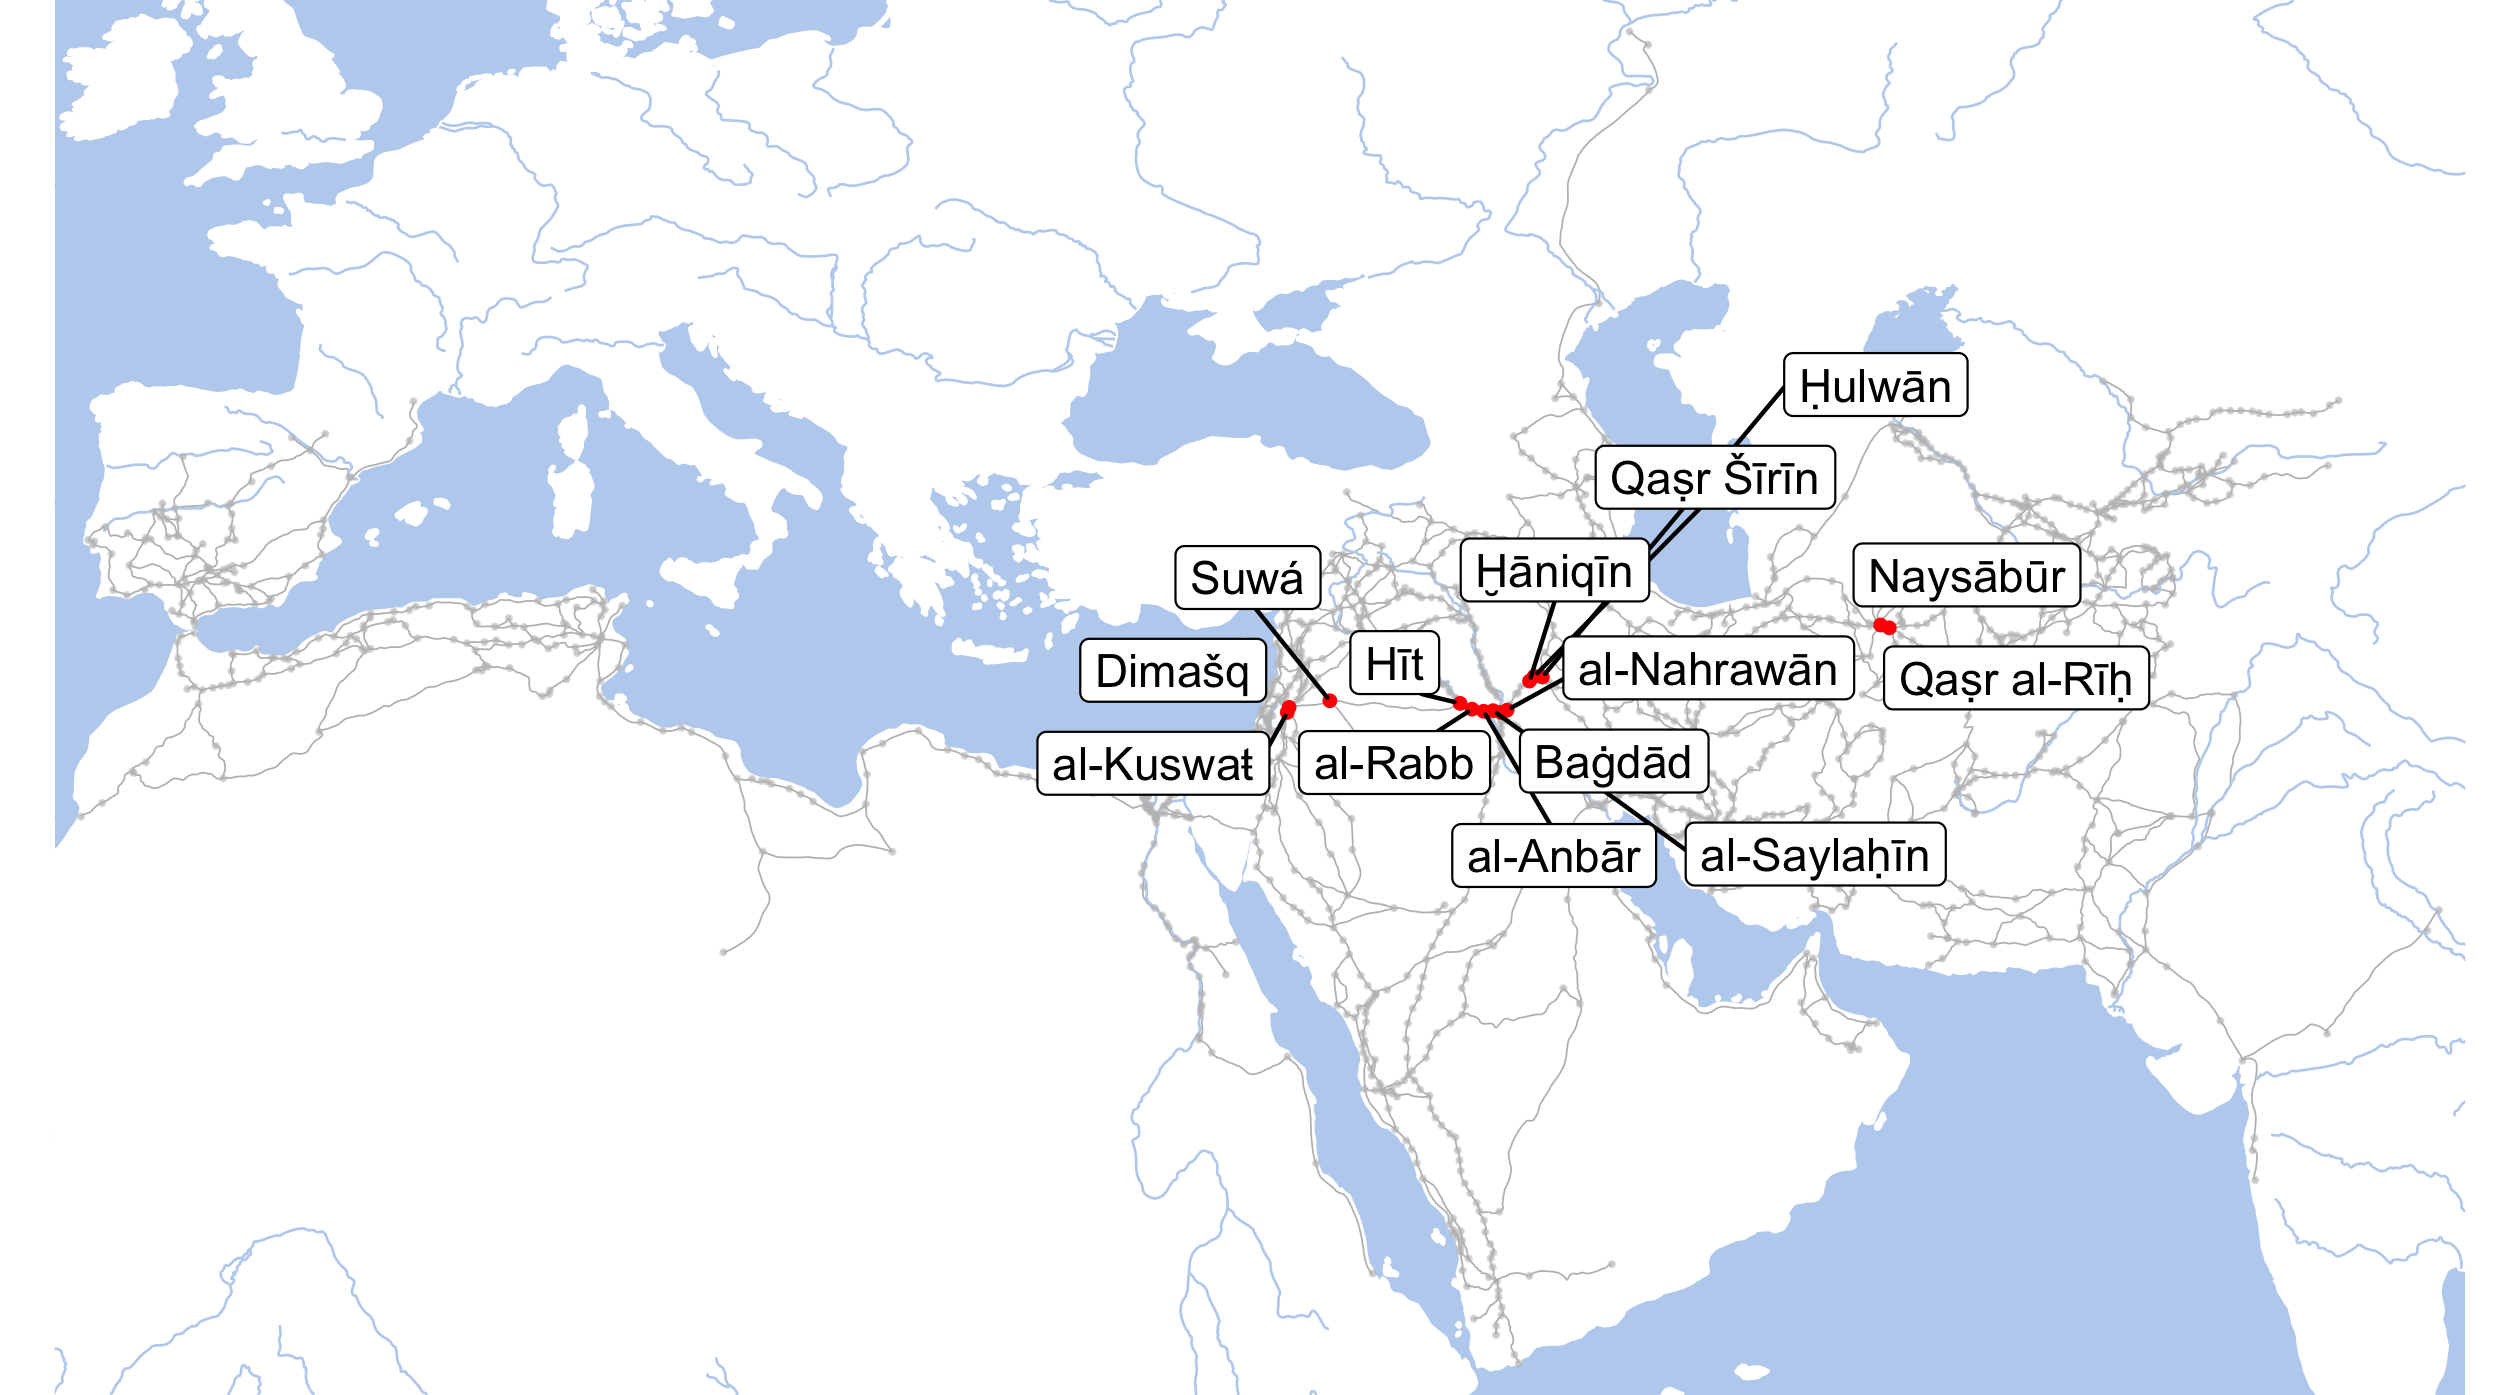 Ḥulwān
Qaṣr Šīrīn
Suwá
Ḫāniqīn
Naysābūr
Dimašq
Hīt
al-Nahrawān
Qaṣr al-Rīḥ
al-Kuswaŧ
al-Rabb
Baġdād
al-Anbār
al-Saylaḥīn